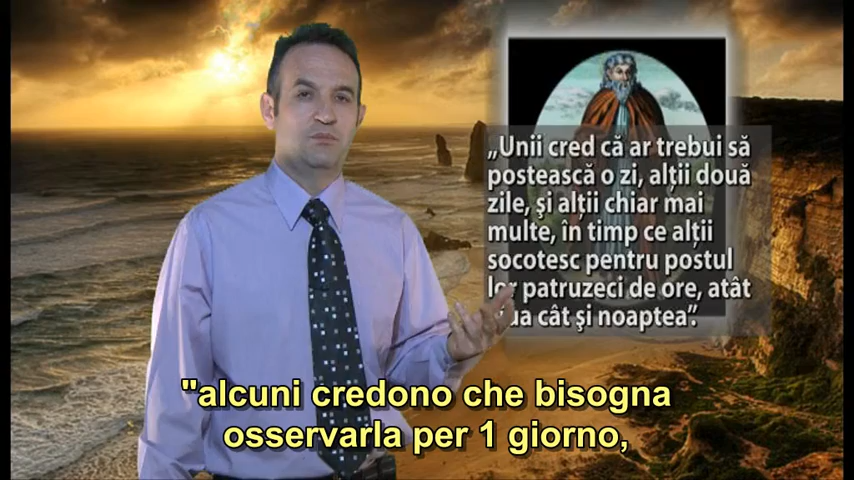 „Unii cred că ar trebui să
postească o zi, alţii două
zile, şi alţii chiar mai
multe, în timp ce alţii
socotesc pentru postul
lor patruzeci de ore, atât
cât şi noaptea”.
"alcuni credono che bisogna
osservarla per 1 giorno,